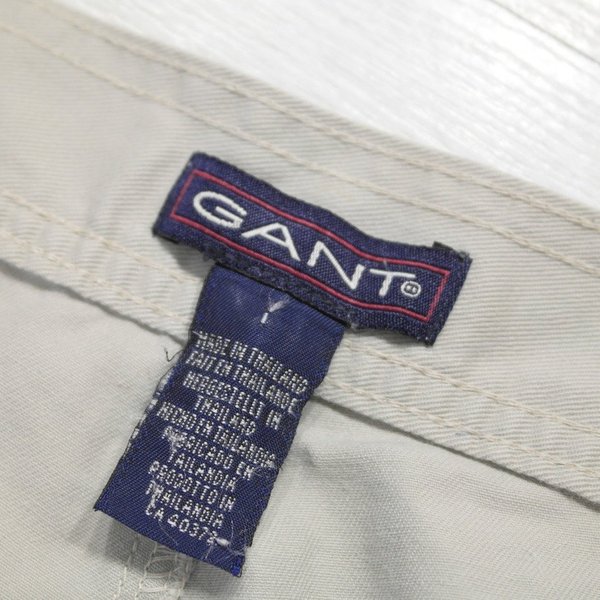 GANT®
MADE IN THAILAND
FAIT EN THAILANDE
HERGESTELLT IN
THAILAND
HECHO EN TAILANDIA
FABRICADO EN
TAILANDIA
PRODOTTO IN
THAILANDIA
CA 40372